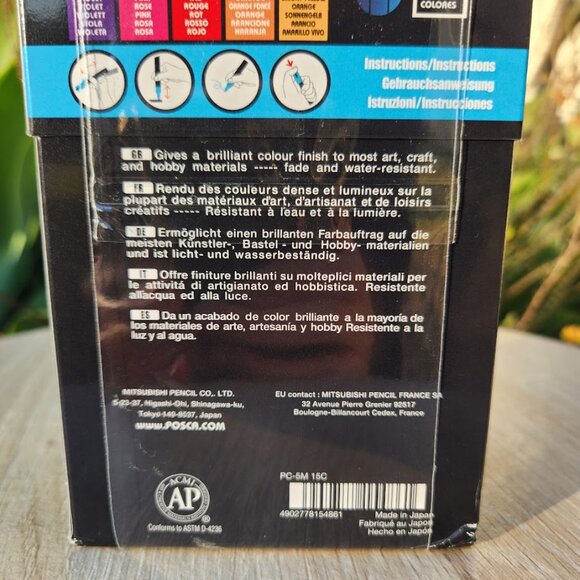 COLORES
VIOLET
VIOLET
VIOLETT
VIOLA
VIOLETA
PINK
ROSE
PINK
ROSA
ROSA
RED
ROUGE
ROT
ROSSO
ROJO
ORANGE FONCÉ
ORANGE
ARANCIONE
NARANJA
ORANGE
SONNENGELB
ARANCIO
AMARILLO VIVO
Instructions/Instructions
Gebrauchsanweisung
Istruzioni/Instrucciones
GB Gives a brilliant colour finish to most art, craft,
and hobby materials ----- fade and water-resistant.
FR Rendu des couleurs dense et lumineux sur la
plupart des matériaux d'art, d'artisanat et de loisirs
créatifs ----- Résistant à l'eau et à la lumière.
DE Ermöglicht einen brillanten Farbauftrag auf die
meisten Künstler-, Bastel - und Hobby- materialien
und ist licht- und wasserbeständig.
IT Offre finiture brillanti su molteplici materiali per
le attivitá di artigianato ed hobbistica. Resistente
all'acqua ed alla luce.
ES Da un acabado de color brilliante a la mayoría de
los materiales de arte, artesanía y hobby Resistente a la
luz y al agua.
MITSUBISHI PENCIL CO,. LTD.
5-23-37, Higashi-Ohi, Shinagawa-ku,
Tokyo 140-8537, Japan
www.POSCA.com
EU contact : MITSUBISHI PENCIL FRANCE SA
32 Avenue Pierre Grenier 92517
Boulogne-Billancourt Cedex, France
PC-5M 15C
4902778154861
Made in Japan
Fabriqué au Japon
Hecho en Japón
ACMI
AP
®
Conforms to ASTM D-4236